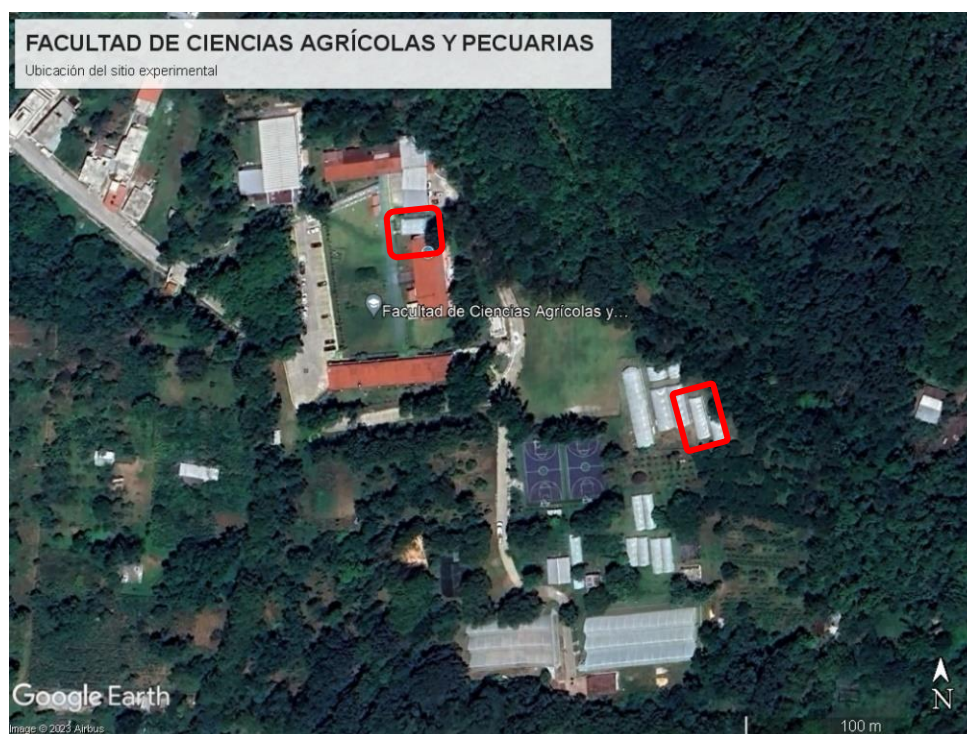 FACULTAD DE CIENCIAS AGRÍCOLAS Y PECUARIAS
Ubicación del sitio experimental
Facultad de Ciencias Agrícolas y...
Google Earth
N
Image © 2023 Airbus
100 m